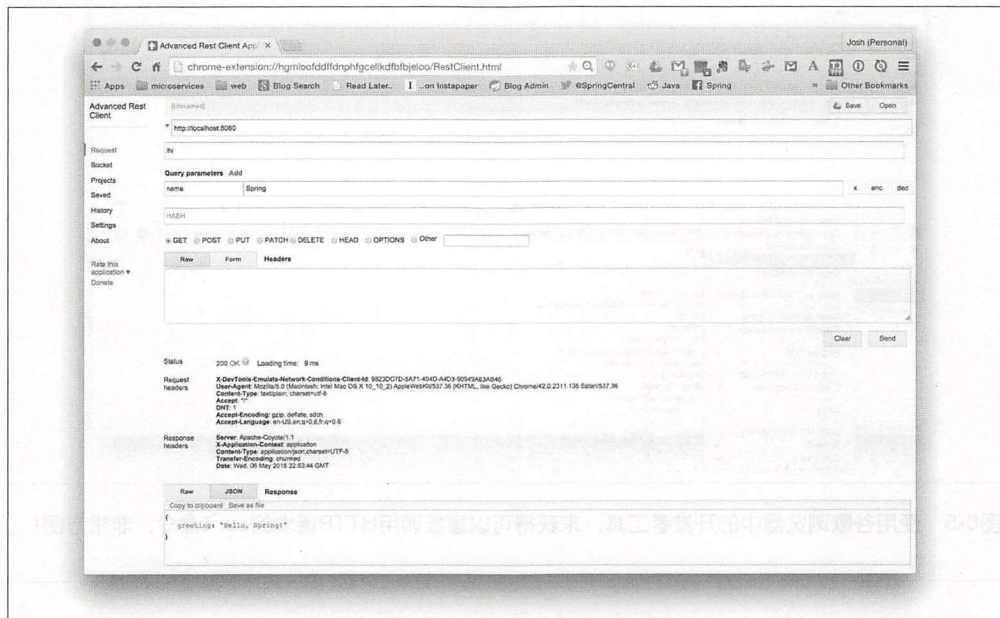 Advanced Rest Client App
Josh (Personal)
chrome-extension://hgmloofddffdnphfgcellkdfbfbjeloo/RestClient.html
Apps microservices web Blog Search Read Later.. I ..on Instapaper Blog Admin @SpringCentral Java Spring » Other Bookmarks
Advanced Rest Client
[Unnamed]
Save Open
http://localhost:8080
Request
/hi
Socket
Projects
Query parameters Add
Saved
name Spring x enc dec
History
HASH
Settings
About
GET POST PUT PATCH DELETE HEAD OPTIONS Other
Rate this application ♥
Donate
Raw Form Headers
Clear Send
Status 200 OK Loading time: 9 ms
Request headers
X-DevTools-Emulate-Network-Conditions-Client-Id:
User-Agent: Mozilla/5.0 (Macintosh; Intel Mac OS X 10_10_2) AppleWebKit/537.36 (KHTML, like Gecko) Chrome/42.0.2311.135 Safari/537.36
Content-Type: text/plain; charset=utf-8
Accept: */*
DNT: 1
Accept-Encoding: gzip, deflate, sdch
Accept-Language: en-US,en;q=0.8,fr;q=0.6
Response headers
Server: Apache-Coyote/1.1
X-Application-Context: application
Content-Type: application/json;charset=UTF-8
Transfer-Encoding: chunked
Date: Wed, 06 May 2015 22:53:44 GMT
Raw JSON Response
Copy to clipboard Save as file
{
greeting: "Hello, Spring!"
}